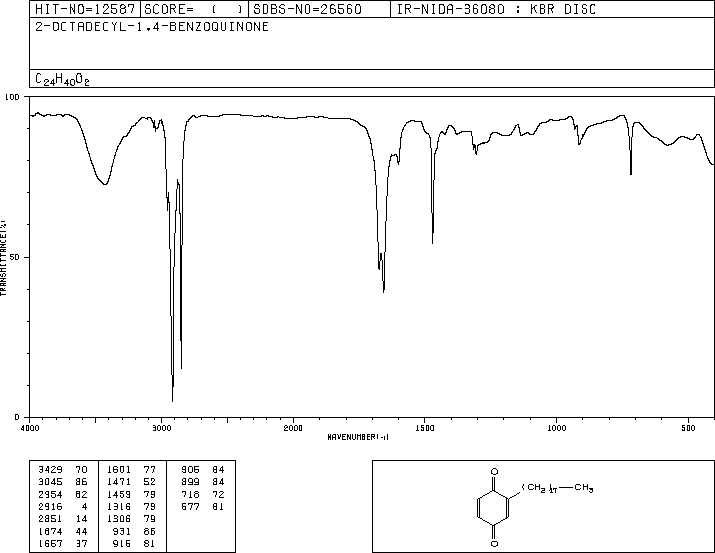 HIT-NO=12587 SCORE= ( ) SDBS-NO=26560 IR-NIDA-36080 : KBR DISC
2-OCTADECYL-1,4-BENZOQUINONE
C24H40O2
100
50
0
TRANSMITTANCE(%)
4000 3000 2000 1500 1000 500
WAVENUMBER(-1)
3429 70 1601 77 906 84
3045 86 1471 52 899 84
2954 62 1459 79 718 72
2916 4 1316 79 677 81
2851 14 1306 79
1674 44 931 86
1657 37 916 81
O
(CH2)17—CH3
O